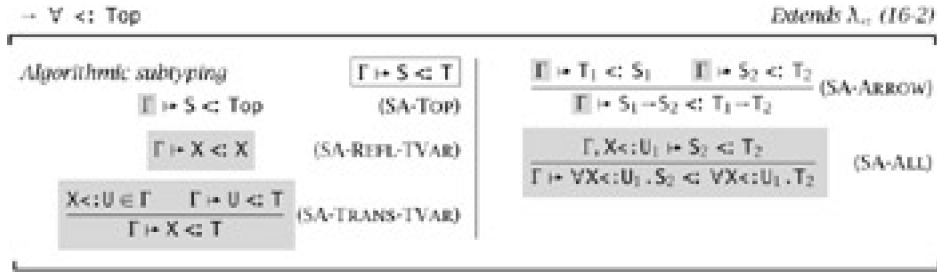 → ∀ <: Top
Extends λ<: (16-2)
Algorithmic subtyping
Γ ↦ S <: T
Γ ↦ S <: Top
(SA-TOP)
Γ ↦ X <: X
(SA-REFL-TVAR)
X<:U ∈ Γ Γ ↦ U <: T
Γ ↦ X <: T
(SA-TRANS-TVAR)
Γ ↦ T₁ <: S₁ Γ ↦ S₂ <: T₂
Γ ↦ S₁→S₂ <: T₁→T₂
(SA-ARROW)
Γ, X<:U₁ ↦ S₂ <: T₂
Γ ↦ ∀X<:U₁.S₂ <: ∀X<:U₁.T₂
(SA-ALL)